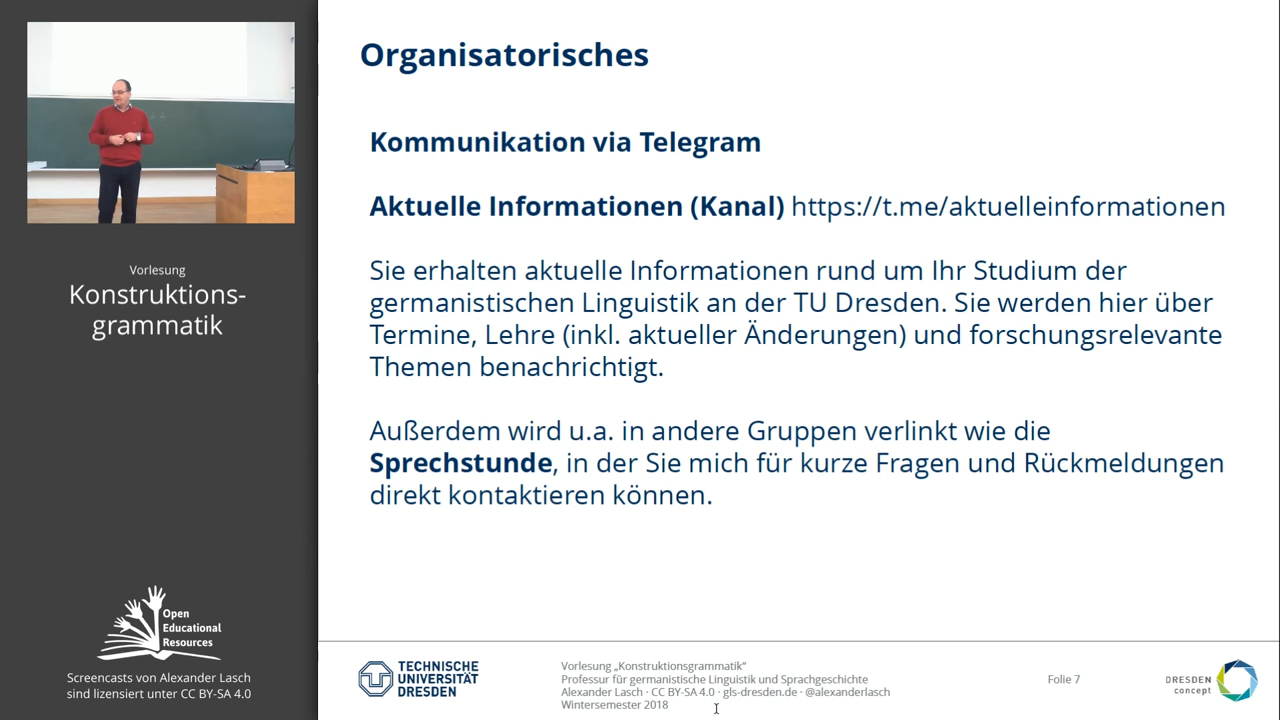 Organisatorisches
Kommunikation via Telegram
Aktuelle Informationen (Kanal) https://t.me/aktuelleinformationen
Sie erhalten aktuelle Informationen rund um Ihr Studium der
germanistischen Linguistik an der TU Dresden. Sie werden hier über
Termine, Lehre (inkl. aktueller Änderungen) und forschungsrelevante
Themen benachrichtigt.
Außerdem wird u.a. in andere Gruppen verlinkt wie die
Sprechstunde, in der Sie mich für kurze Fragen und Rückmeldungen
direkt kontaktieren können.
Vorlesung
Konstruktions-
grammatik
Open
Educational
Resources
Screencasts von Alexander Lasch
sind lizensiert unter CC BY-SA 4.0
TECHNISCHE
UNIVERSITÄT
DRESDEN
Vorlesung „Konstruktionsgrammatik“
Professur für germanistische Linguistik und Sprachgeschichte
Alexander Lasch · CC BY-SA 4.0 · gls-dresden.de · @alexanderlasch
Wintersemester 2018
Folie 7
DRESDEN
concept